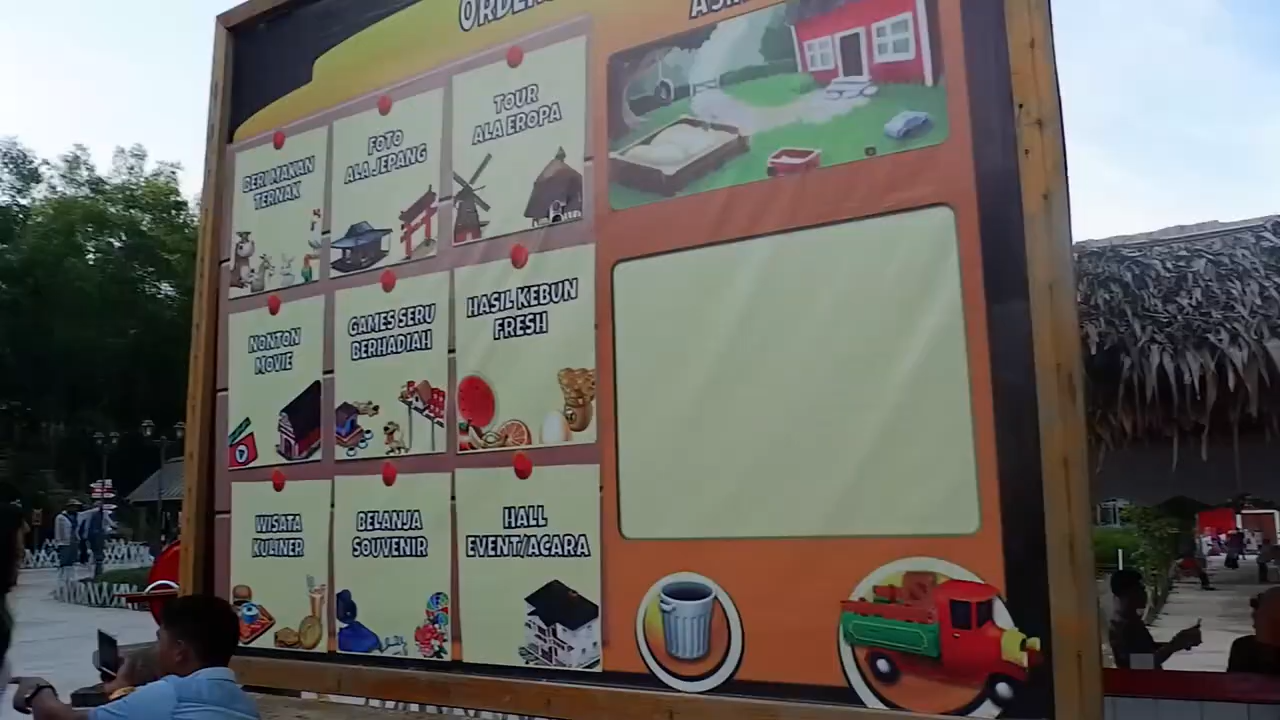 BERI MAKAN
TERNAK
FOTO
ALA JEPANG
TOUR
ALA EROPA
NONTON
MOVIE
GAMES SERU
BERHADIAH
HASIL KEBUN
FRESH
WISATA
KULINER
BELANJA
SOUVENIR
HALL
EVENT/ACARA